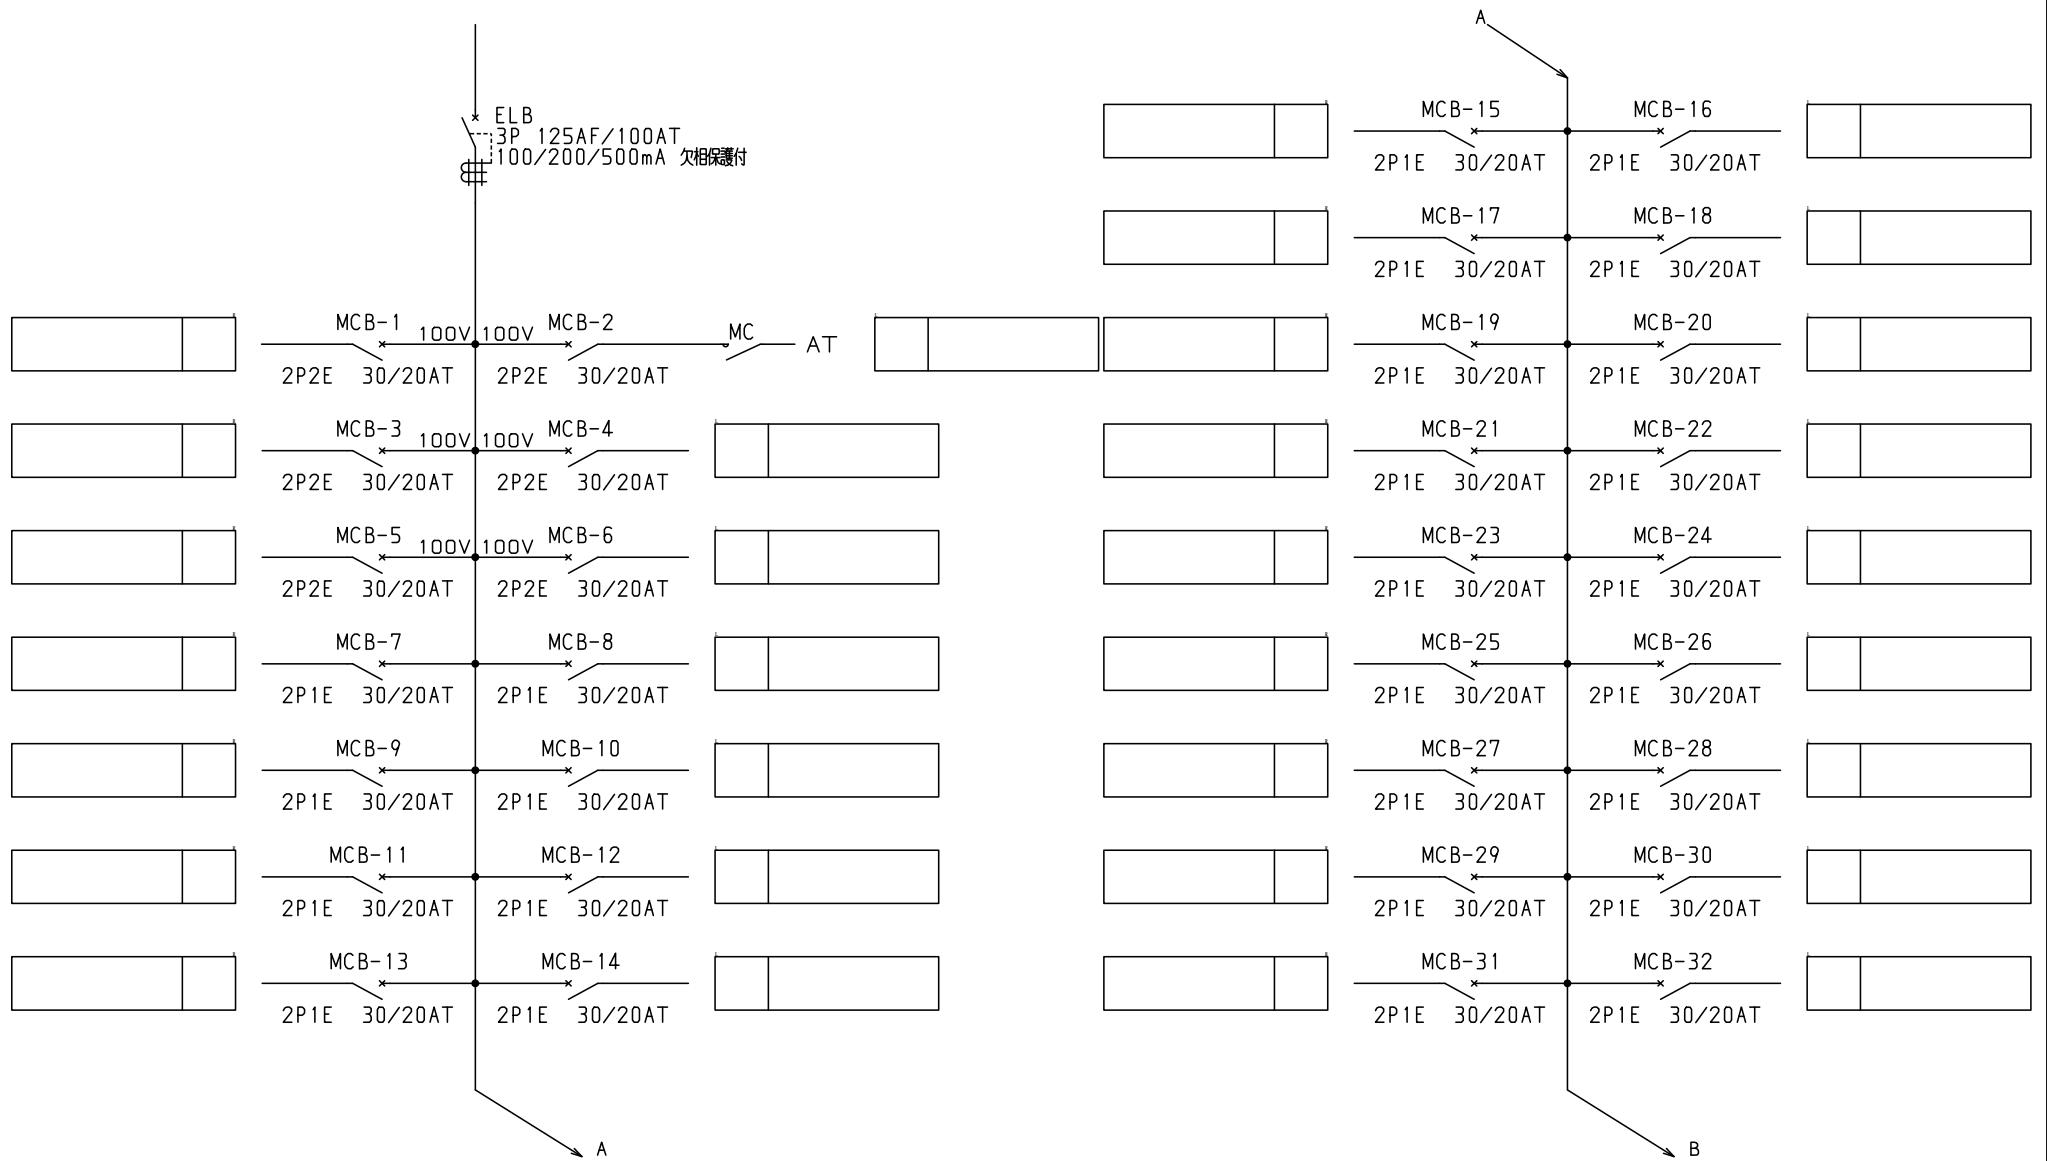 ELB
3P 125AF/100AT
100/200/500mA 欠相保護付
MCB-1 100V 100V MCB-2 MC AT
2P2E 30/20AT 2P2E 30/20AT
MCB-3 100V 100V MCB-4
2P2E 30/20AT 2P2E 30/20AT
MCB-5 100V 100V MCB-6
2P2E 30/20AT 2P2E 30/20AT
MCB-7 MCB-8
2P1E 30/20AT 2P1E 30/20AT
MCB-9 MCB-10
2P1E 30/20AT 2P1E 30/20AT
MCB-11 MCB-12
2P1E 30/20AT 2P1E 30/20AT
MCB-13 MCB-14
2P1E 30/20AT 2P1E 30/20AT
A
A
MCB-15 MCB-16
2P1E 30/20AT 2P1E 30/20AT
MCB-17 MCB-18
2P1E 30/20AT 2P1E 30/20AT
MCB-19 MCB-20
2P1E 30/20AT 2P1E 30/20AT
MCB-21 MCB-22
2P1E 30/20AT 2P1E 30/20AT
MCB-23 MCB-24
2P1E 30/20AT 2P1E 30/20AT
MCB-25 MCB-26
2P1E 30/20AT 2P1E 30/20AT
MCB-27 MCB-28
2P1E 30/20AT 2P1E 30/20AT
MCB-29 MCB-30
2P1E 30/20AT 2P1E 30/20AT
MCB-31 MCB-32
2P1E 30/20AT 2P1E 30/20AT
B